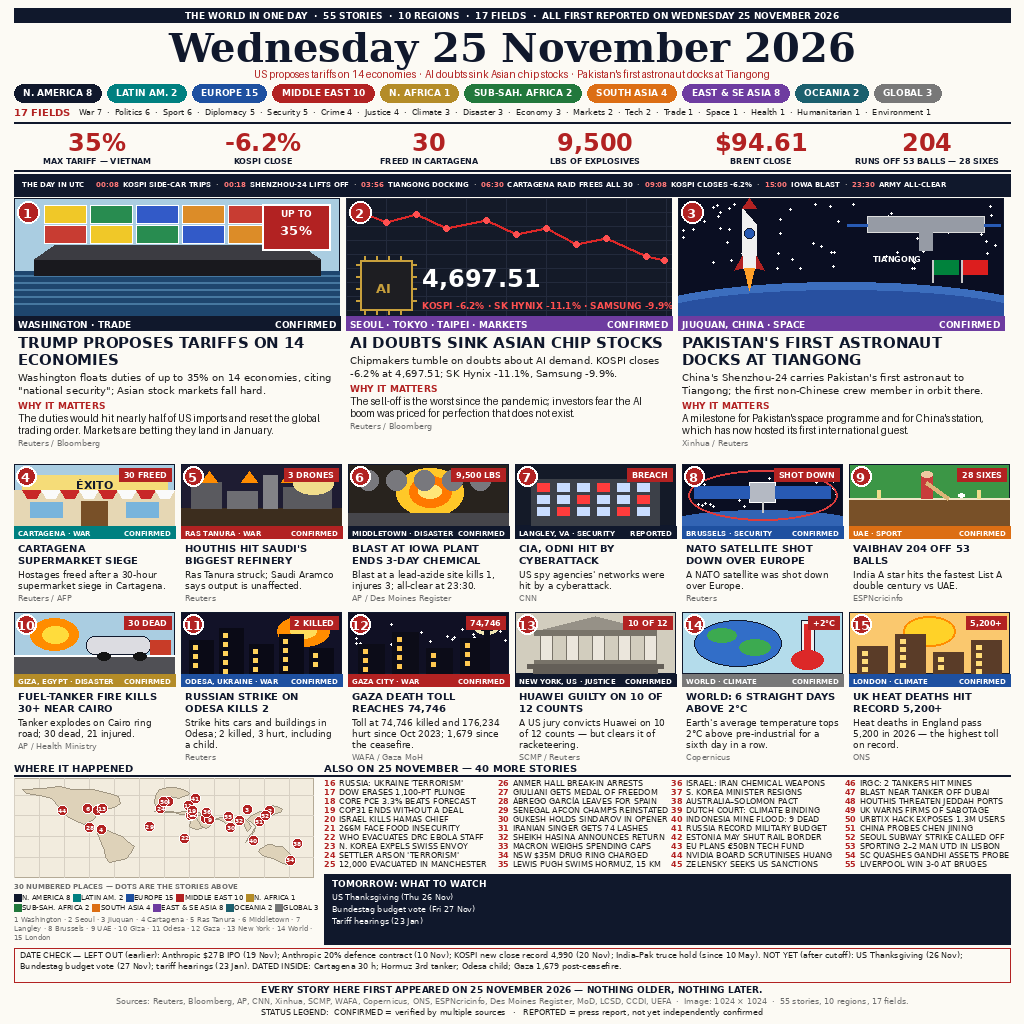 THE WORLD IN ONE DAY · 55 STORIES · 10 REGIONS · 17 FIELDS · ALL FIRST REPORTED ON WEDNESDAY 25 NOVEMBER 2026
Wednesday 25 November 2026
US proposes tariffs on 14 economies · AI doubts sink Asian chip stocks · Pakistan's first astronaut docks at Tiangong
N. AMERICA 8 LATIN AM. 2 EUROPE 15 MIDDLE EAST 10 N. AFRICA 1 SUB-SAH. AFRICA 2 SOUTH ASIA 4 EAST & SE ASIA 8 OCEANIA 2 GLOBAL 3
17 FIELDS War 7 · Politics 6 · Sport 6 · Diplomacy 5 · Security 5 · Crime 4 · Justice 4 · Climate 3 · Disaster 3 · Economy 3 · Markets 2 · Tech 2 · Trade 1 · Space 1 · Health 1 · Humanitarian 1 · Environment 1
35% -6.2% 30 9,500 $94.61 204
MAX TARIFF — VIETNAM KOSPI CLOSE FREED IN CARTAGENA LBS OF EXPLOSIVES BRENT CLOSE RUNS OFF 53 BALLS — 28 SIXES
THE DAY IN UTC 00:08 KOSPI SIDE-CAR TRIPS · 00:18 SHENZHOU-24 LIFTS OFF · 03:56 TIANGONG DOCKING · 06:30 CARTAGENA RAID FREES ALL 30 · 09:08 KOSPI CLOSES -6.2% · 15:00 IOWA BLAST · 23:30 ARMY ALL-CLEAR
1
UP TO
35%
WASHINGTON · TRADE CONFIRMED
TRUMP PROPOSES TARIFFS ON 14
ECONOMIES
Washington floats duties of up to 35% on 14 economies, citing
"national security"; Asian stock markets fall hard.
WHY IT MATTERS
The duties would hit nearly half of US imports and reset the global
trading order. Markets are betting they land in January.
Reuters / Bloomberg
2
AI
4,697.51
KOSPI -6.2% · SK HYNIX -11.1% · SAMSUNG -9.9%
SEOUL · TOKYO · TAIPEI · MARKETS CONFIRMED
AI DOUBTS SINK ASIAN CHIP STOCKS
Chipmakers tumble on doubts about AI demand. KOSPI closes
-6.2% at 4,697.51; SK Hynix -11.1%, Samsung -9.9%.
WHY IT MATTERS
The sell-off is the worst since the pandemic; investors fear the AI
boom was priced for perfection that does not exist.
Reuters / Bloomberg
3
TIANGONG
JIUQUAN, CHINA · SPACE CONFIRMED
PAKISTAN'S FIRST ASTRONAUT
DOCKS AT TIANGONG
China's Shenzhou-24 carries Pakistan's first astronaut to
Tiangong; the first non-Chinese crew member in orbit there.
WHY IT MATTERS
A milestone for Pakistan's space programme and for China's station,
which has now hosted its first international guest.
Xinhua / Reuters
4
30 FREED
ÉXITO
CARTAGENA · WAR CONFIRMED
CARTAGENA
SUPERMARKET SIEGE
Hostages freed after a 30-hour
supermarket siege in Cartagena.
Reuters / AFP
5
3 DRONES
RAS TANURA · WAR CONFIRMED
HOUTHIS HIT SAUDI'S
BIGGEST REFINERY
Ras Tanura struck; Saudi Aramco
says output is unaffected.
Reuters
6
9,500 LBS
MIDDLETOWN · DISASTER CONFIRMED
BLAST AT IOWA PLANT
ENDS 3-DAY CHEMICAL
Blast at a lead-azide site kills 1,
injures 3; all-clear at 23:30.
AP / Des Moines Register
7
BREACH
LANGLEY, VA · SECURITY REPORTED
CIA, ODNI HIT BY
CYBERATTACK
US spy agencies' networks were
hit by a cyberattack.
CNN
8
SHOT DOWN
BRUSSELS · SECURITY CONFIRMED
NATO SATELLITE SHOT
DOWN OVER EUROPE
A NATO satellite was shot down
over Europe.
Reuters
9
28 SIXES
UAE · SPORT CONFIRMED
VAIBHAV 204 OFF 53
BALLS
India A star hits the fastest List A
double century vs UAE.
ESPNcricinfo
10
30 DEAD
GIZA, EGYPT · DISASTER CONFIRMED
FUEL-TANKER FIRE KILLS
30+ NEAR CAIRO
Tanker explodes on Cairo ring
road; 30 dead, 21 injured.
AP / Health Ministry
11
2 KILLED
ODESA, UKRAINE · WAR CONFIRMED
RUSSIAN STRIKE ON
ODESA KILLS 2
Strike hits cars and buildings in
Odesa; 2 killed, 3 hurt, including
a child.
Reuters
12
74,746
GAZA CITY · WAR CONFIRMED
GAZA DEATH TOLL
REACHES 74,746
Toll at 74,746 killed and 176,234
hurt since Oct 2023; 1,679 since
the ceasefire.
WAFA / Gaza MoH
13
10 OF 12
NEW YORK, US · JUSTICE CONFIRMED
HUAWEI GUILTY ON 10 OF
12 COUNTS
A US jury convicts Huawei on 10
of 12 counts — but clears it of
racketeering.
SCMP / Reuters
14
+2°C
WORLD · CLIMATE CONFIRMED
WORLD: 6 STRAIGHT DAYS
ABOVE 2°C
Earth's average temperature tops
2°C above pre-industrial for a
sixth day in a row.
Copernicus
15
5,200+
LONDON · CLIMATE CONFIRMED
UK HEAT DEATHS HIT
RECORD 5,200+
Heat deaths in England pass
5,200 in 2026 — the highest toll
on record.
ONS
WHERE IT HAPPENED
30 NUMBERED PLACES — DOTS ARE THE STORIES ABOVE
N. AMERICA 8 LATIN AM. 2 EUROPE 15 MIDDLE EAST 10 N. AFRICA 1
SUB-SAH. AFRICA 2 SOUTH ASIA 4 EAST & SE ASIA 8 OCEANIA 2 GLOBAL 3
1 Washington · 2 Seoul · 3 Jiuquan · 4 Cartagena · 5 Ras Tanura · 6 Middletown · 7
Langley · 8 Brussels · 9 UAE · 10 Giza · 11 Odesa · 12 Gaza · 13 New York · 14 World ·
15 London
ALSO ON 25 NOVEMBER — 40 MORE STORIES
16 RUSSIA: UKRAINE 'TERRORISM'
17 DOW ERASES 1,100-PT PLUNGE
18 CORE PCE 3.3% BEATS FORECAST
19 COP31 ENDS WITHOUT A DEAL
20 ISRAEL KILLS HAMAS CHIEF
21 266M FACE FOOD INSECURITY
22 WHO EVACUATES DRC EBOLA STAFF
23 N. KOREA EXPELS SWISS ENVOY
24 SETTLER ARSON 'TERRORISM'
25 12,000 EVACUATED IN MANCHESTER
26 ANMER HALL BREAK-IN ARRESTS
27 GIULIANI GETS MEDAL OF FREEDOM
28 ÁBREGO GARCÍA LEAVES FOR SPAIN
29 SENEGAL AFCON CHAMPS REINSTATED
30 GUKESH HOLDS SINDAROV IN OPENER
31 IRANIAN SINGER GETS 74 LASHES
32 SHEIKH HASINA ANNOUNCES RETURN
33 MACRON WEIGHS SPENDING CAPS
34 NSW $35M DRUG RING CHARGED
35 LEWIS PUGH SWIMS HORMUZ, 15 KM
36 ISRAEL: IRAN CHEMICAL WEAPONS
37 S. KOREA MINISTER RESIGNS
38 AUSTRALIA-SOLOMON PACT
39 DUTCH COURT: CLIMATE BINDING
40 INDONESIA MINE FLOOD: 9 DEAD
41 RUSSIA RECORD MILITARY BUDGET
42 ESTONIA MAY SHUT RAIL BORDER
43 EU PLANS €50BN TECH FUND
44 NVIDIA BOARD SCRUTINISES HUANG
45 ZELENSKY SEEKS US SANCTIONS
46 IRGC: 2 TANKERS HIT MINES
47 BLAST NEAR TANKER OFF DUBAI
48 HOUTHIS THREATEN JEDDAH PORTS
49 UK WARNS FIRMS OF SABOTAGE
50 URBTIX HACK EXPOSES 1.3M USERS
51 CHINA PROBES CHEN JINING
52 SEOUL SUBWAY STRIKE CALLED OFF
53 SPORTING 2–2 MAN UTD IN LISBON
54 SC QUASHES GANDHI ASSETS PROBE
55 LIVERPOOL WIN 3-0 AT BRUGES
TOMORROW: WHAT TO WATCH
US Thanksgiving (Thu 26 Nov)
Bundestag budget vote (Fri 27 Nov)
Tariff hearings (23 Jan)
DATE CHECK — LEFT OUT (earlier): Anthropic $27B IPO (19 Nov); Anthropic 20% defence contract (10 Nov); KOSPI new close record 4,990 (20 Nov); India–Pak truce hold (since 10 May). NOT YET (after cutoff): US Thanksgiving (26 Nov);
Bundestag budget vote (27 Nov); tariff hearings (23 Jan). DATED INSIDE: Cartagena 30 h; Hormuz 3rd tanker; Odesa child; Gaza 1,679 post-ceasefire.
EVERY STORY HERE FIRST APPEARED ON 25 NOVEMBER 2026 — NOTHING OLDER, NOTHING LATER.
Sources: Reuters, Bloomberg, AP, CNN, Xinhua, SCMP, WAFA, Copernicus, ONS, ESPNcricinfo, Des Moines Register, MoD, LCSD, CCDI, UEFA · Image: 1024 × 1024 · 55 stories, 10 regions, 17 fields.
STATUS LEGEND: CONFIRMED = verified by multiple sources · REPORTED = press report, not yet independently confirmed